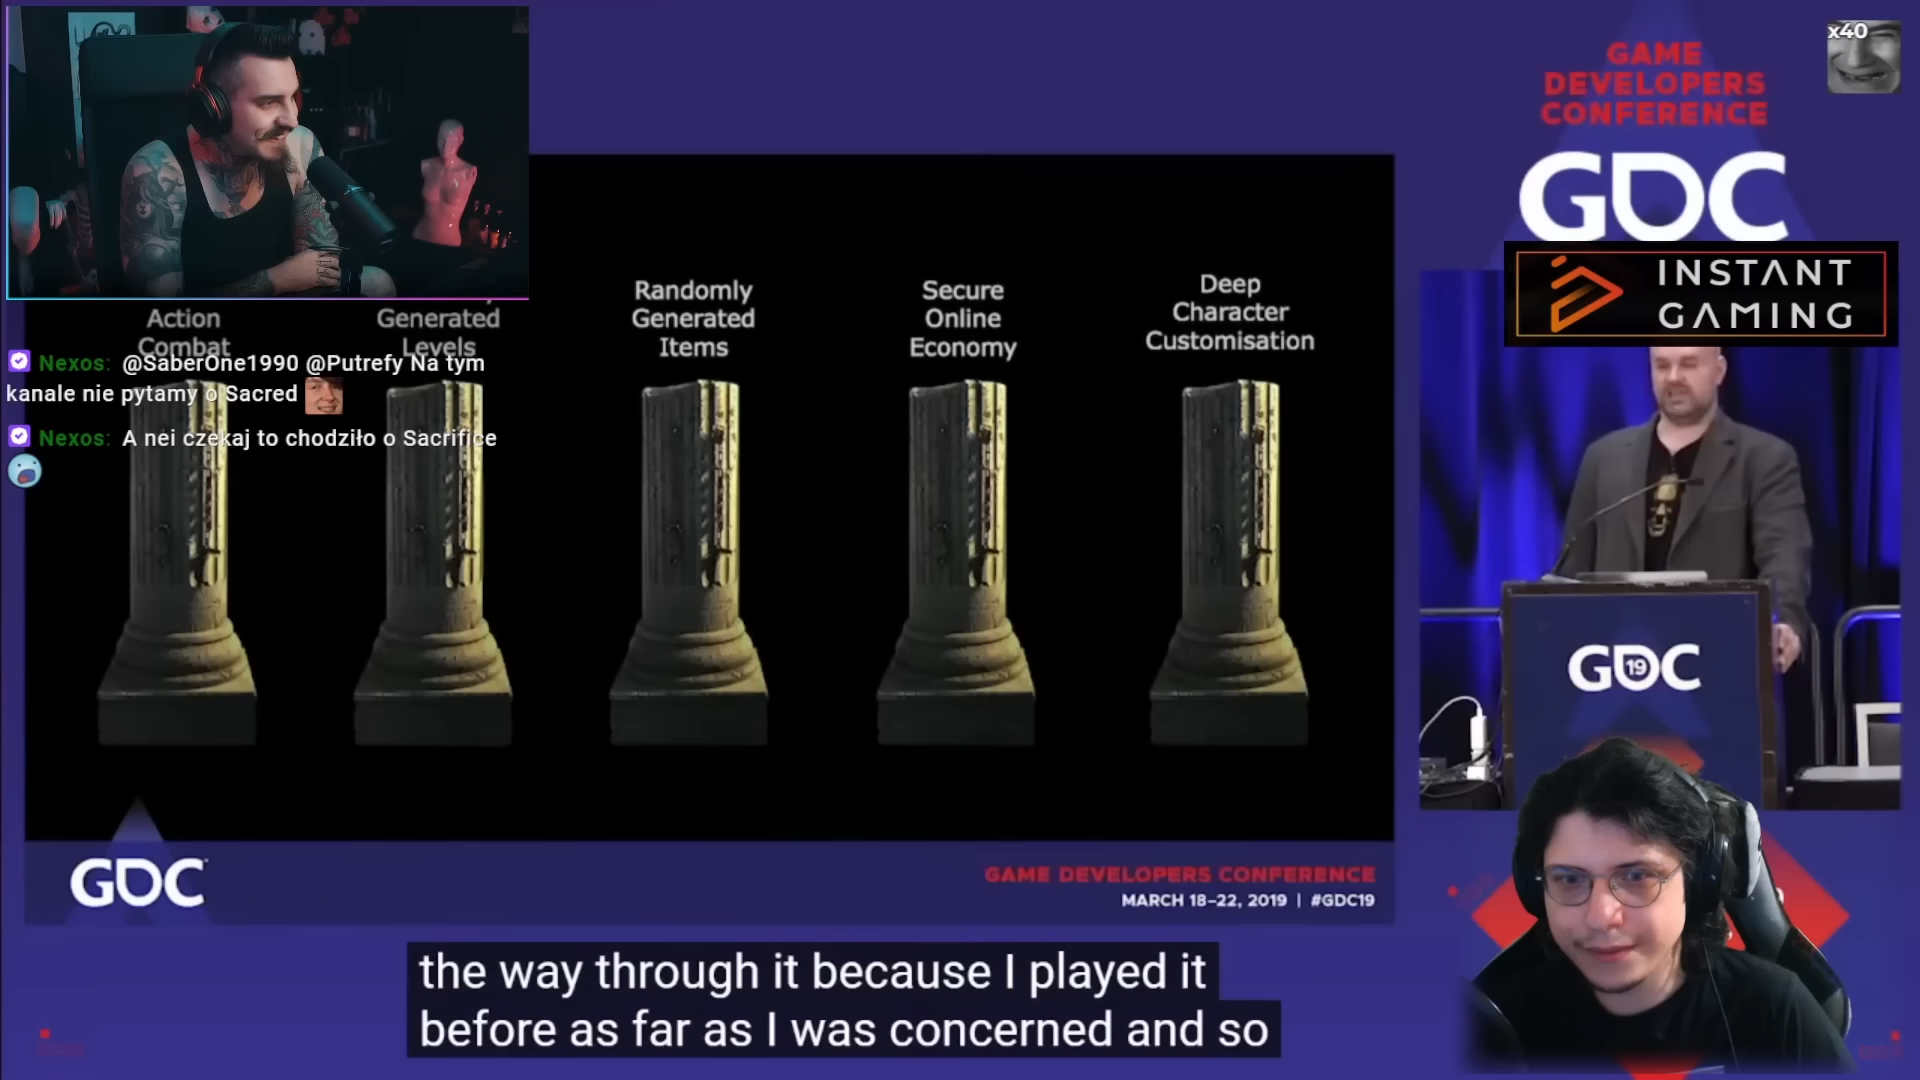 x40
GAME
DEVELOPERS
CONFERENCE
GDC
INSTANT
GAMING
Action
Combat
Generated
Levels
Randomly
Generated
Items
Secure
Online
Economy
Deep
Character
Customisation
Nexos: @SaberOne1990 @Putrefy Na tym
kanale nie pytamy o Sacred
Nexos: A nei czekaj to chodziło o Sacrifice
GDC 19
GDC
GAME DEVELOPERS CONFERENCE
MARCH 18–22, 2019 | #GDC19
the way through it because I played it
before as far as I was concerned and so